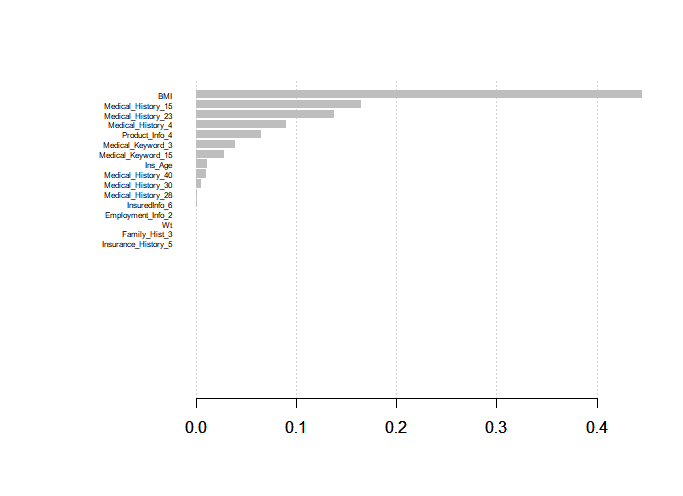 BMI
Medical_History_15
Medical_History_23
Medical_History_4
Product_Info_4
Medical_Keyword_3
Medical_Keyword_15
Ins_Age
Medical_History_40
Medical_History_30
Medical_History_28
InsuredInfo_6
Employment_Info_2
Wt
Family_Hist_3
Insurance_History_5
0.0 0.1 0.2 0.3 0.4